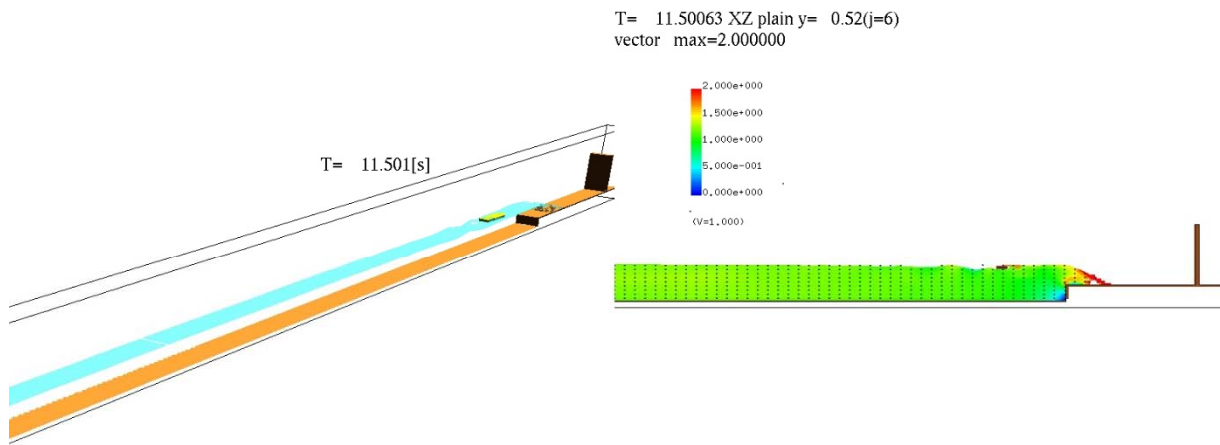 T= 11.501[s]
T= 11.50063 XZ plain y= 0.52(j=6)
vector max=2.000000
2.000e+000
1.500e+000
1.000e+000
5.000e-001
0.000e+000
(V=1.000)